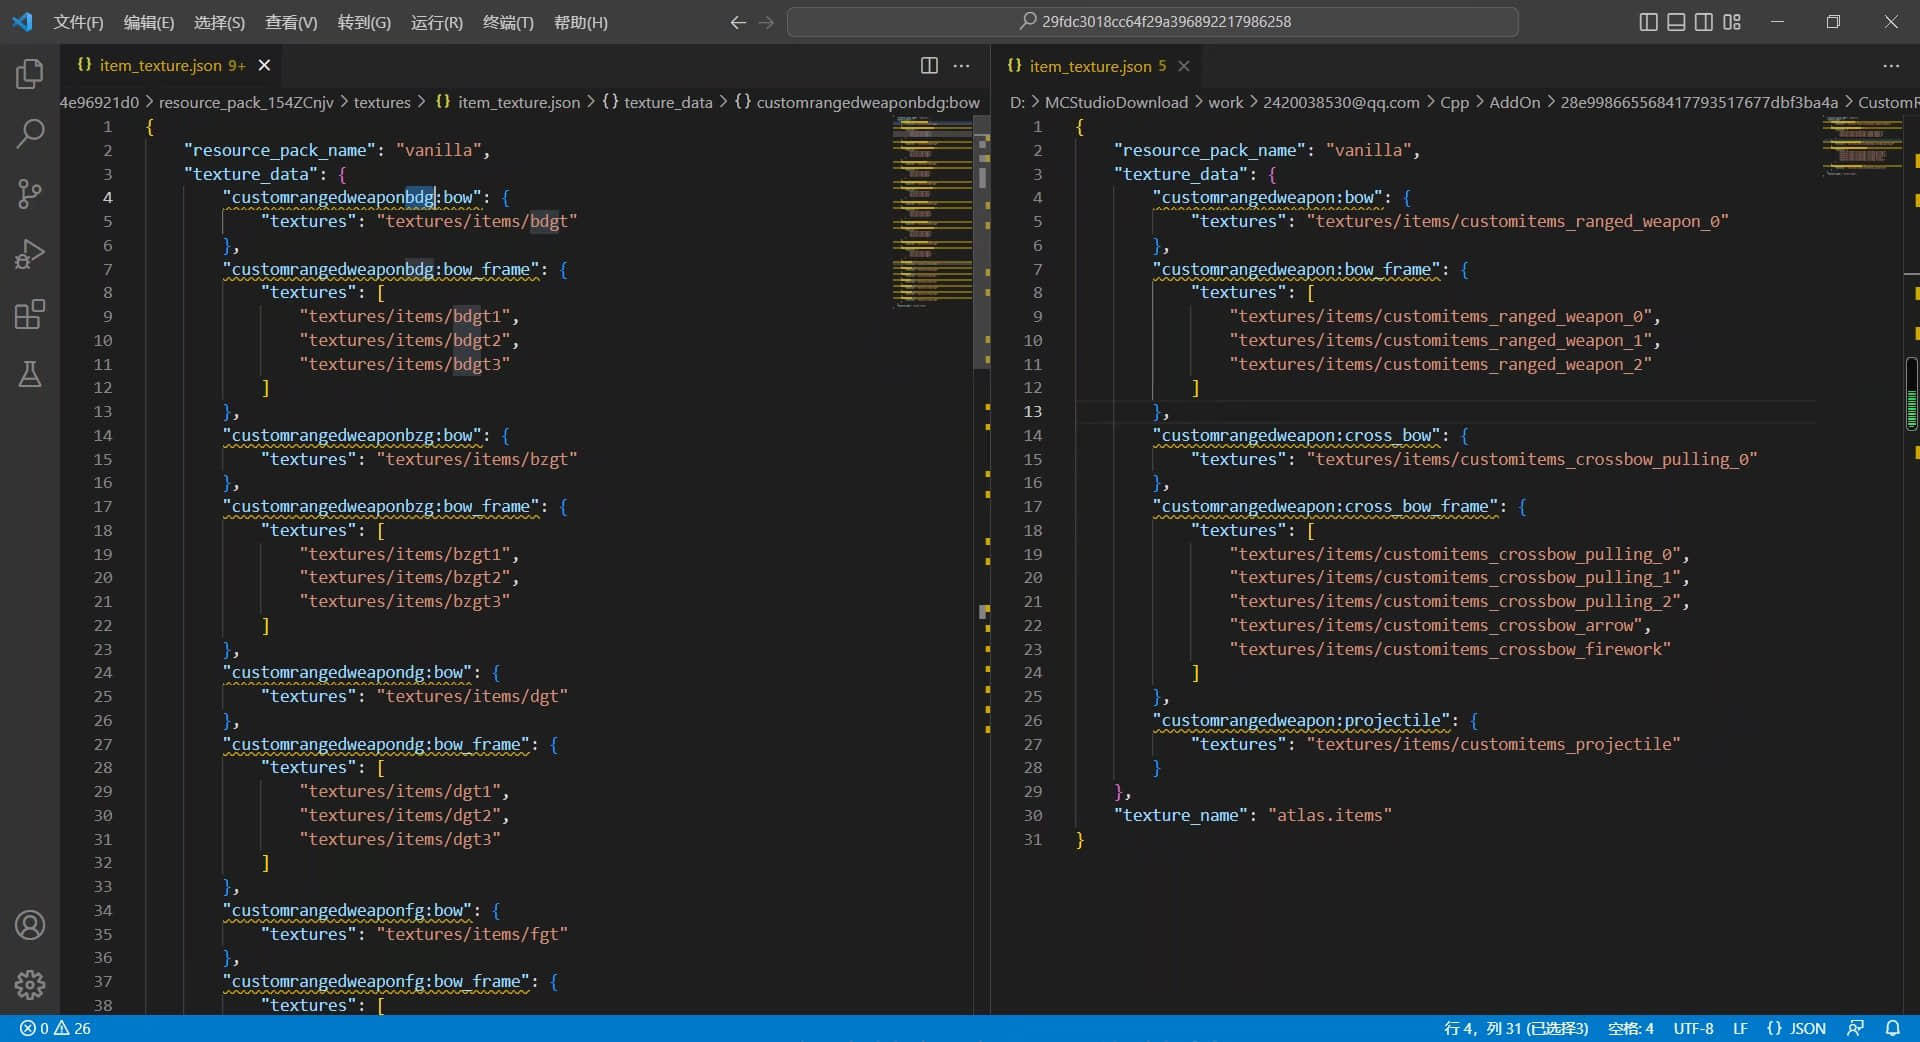 文件(F) 编辑(E) 选择(S) 查看(V) 转到(G) 运行(R) 终端(T) 帮助(H)
29fdc3018cc64f29a396892217986258
item_texture.json 9+
4e96921d0 > resource_pack_154ZCnjv > textures > {} item_texture.json > {} texture_data > {} customrangedweaponbdg:bow
1 {
2 "resource_pack_name": "vanilla",
3 "texture_data": {
4 "customrangedweaponbdg:bow": {
5 "textures": "textures/items/bdgt"
6 },
7 "customrangedweaponbdg:bow_frame": {
8 "textures": [
9 "textures/items/bdgt1",
10 "textures/items/bdgt2",
11 "textures/items/bdgt3"
12 ]
13 },
14 "customrangedweaponbzg:bow": {
15 "textures": "textures/items/bzgt"
16 },
17 "customrangedweaponbzg:bow_frame": {
18 "textures": [
19 "textures/items/bzgt1",
20 "textures/items/bzgt2",
21 "textures/items/bzgt3"
22 ]
23 },
24 "customrangedweapondg:bow": {
25 "textures": "textures/items/dgt"
26 },
27 "customrangedweapondg:bow_frame": {
28 "textures": [
29 "textures/items/dgt1",
30 "textures/items/dgt2",
31 "textures/items/dgt3"
32 ]
33 },
34 "customrangedweaponfg:bow": {
35 "textures": "textures/items/fgt"
36 },
37 "customrangedweaponfg:bow_frame": {
38 "textures": [
item_texture.json 5
D: > MCStudioDownload > work > 2420038530@qq.com > Cpp > AddOn > 28e998665568417793517677dbf3ba4a > CustomR
1 {
2 "resource_pack_name": "vanilla",
3 "texture_data": {
4 "customrangedweapon:bow": {
5 "textures": "textures/items/customitems_ranged_weapon_0"
6 },
7 "customrangedweapon:bow_frame": {
8 "textures": [
9 "textures/items/customitems_ranged_weapon_0",
10 "textures/items/customitems_ranged_weapon_1",
11 "textures/items/customitems_ranged_weapon_2"
12 ]
13 },
14 "customrangedweapon:cross_bow": {
15 "textures": "textures/items/customitems_crossbow_pulling_0"
16 },
17 "customrangedweapon:cross_bow_frame": {
18 "textures": [
19 "textures/items/customitems_crossbow_pulling_0",
20 "textures/items/customitems_crossbow_pulling_1",
21 "textures/items/customitems_crossbow_pulling_2",
22 "textures/items/customitems_crossbow_arrow",
23 "textures/items/customitems_crossbow_firework"
24 ]
25 },
26 "customrangedweapon:projectile": {
27 "textures": "textures/items/customitems_projectile"
28 }
29 },
30 "texture_name": "atlas.items"
31 }
0 26
行 4，列 31 (已选择3) 空格: 4 UTF-8 LF {} JSON